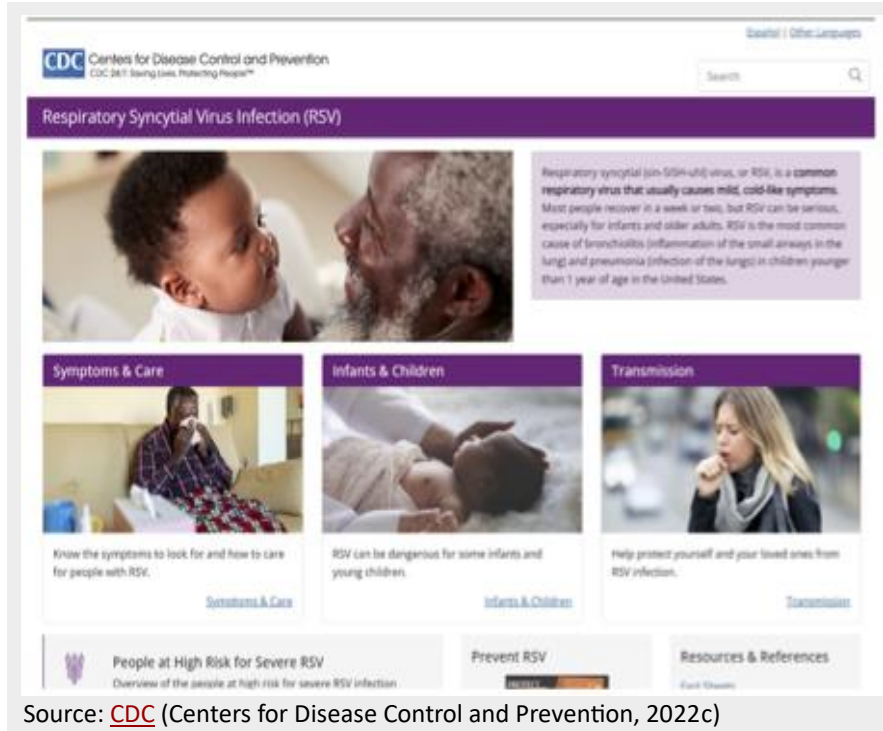 Español | Other Languages
CDC Centers for Disease Control and Prevention
CDC 24/7: Saving Lives, Protecting People™
Search
Respiratory Syncytial Virus Infection (RSV)
Respiratory syncytial (sin-SISH-uhl) virus, or RSV, is a common
respiratory virus that usually causes mild, cold-like symptoms.
Most people recover in a week or two, but RSV can be serious,
especially for infants and older adults. RSV is the most common
cause of bronchiolitis (inflammation of the small airways in the
lung) and pneumonia (infection of the lungs) in children younger
than 1 year of age in the United States.
Symptoms & Care
Know the symptoms to look for and how to care
for people with RSV.
Symptoms & Care
Infants & Children
RSV can be dangerous for some infants and
young children.
Infants & Children
Transmission
Help protect yourself and your loved ones from
RSV infection.
Transmission
People at High Risk for Severe RSV
Overview of the people at high risk for severe RSV infection
Prevent RSV
PROTECT
Resources & References
Fact Sheets
Source: CDC (Centers for Disease Control and Prevention, 2022c)